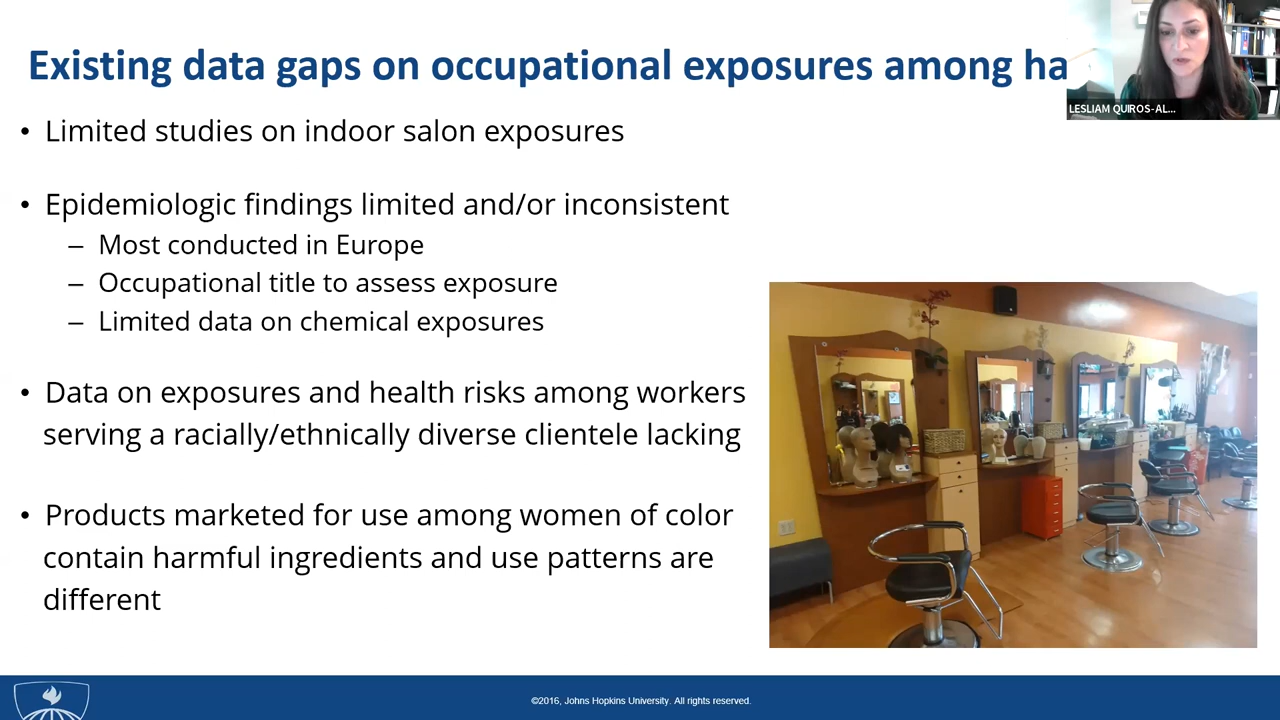 Existing data gaps on occupational exposures among ha
LESLIAM QUIROS-AL...
• Limited studies on indoor salon exposures
• Epidemiologic findings limited and/or inconsistent
– Most conducted in Europe
– Occupational title to assess exposure
– Limited data on chemical exposures
• Data on exposures and health risks among workers
serving a racially/ethnically diverse clientele lacking
• Products marketed for use among women of color
contain harmful ingredients and use patterns are
different
©2016, Johns Hopkins University. All rights reserved.